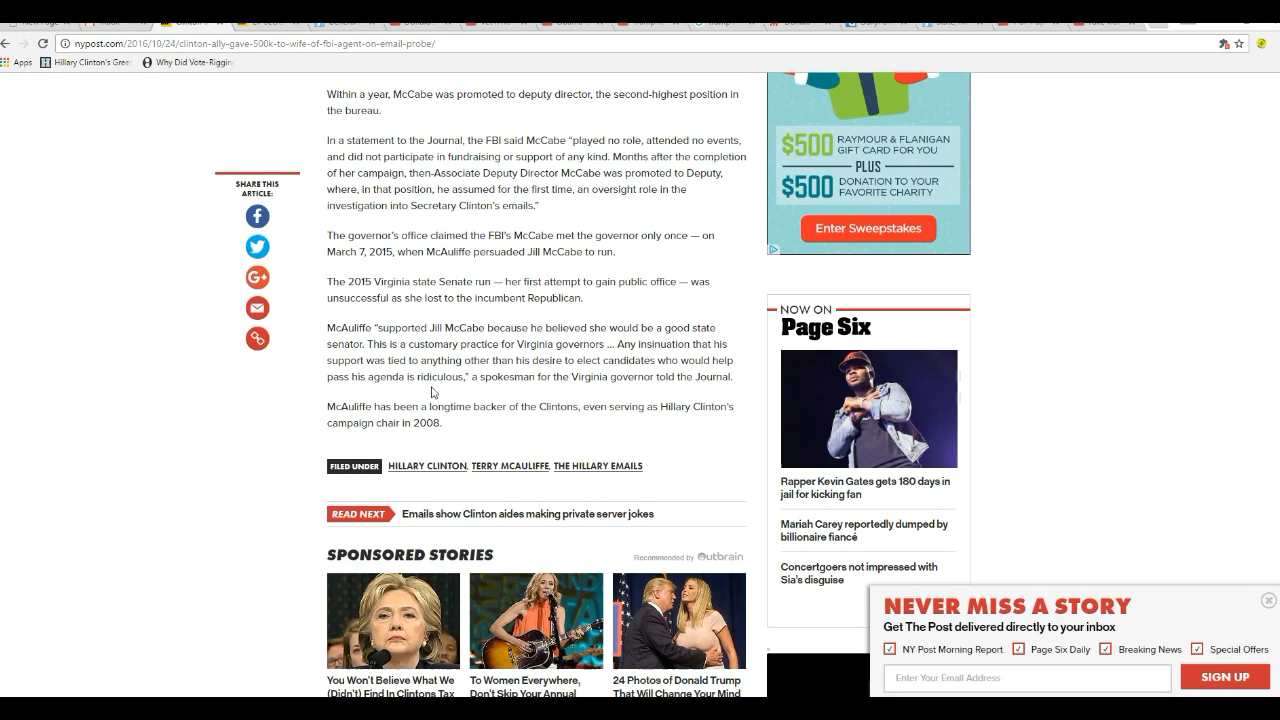 nypost.com/2016/10/24/clinton-ally-gave-500k-to-wife-of-fbi-agent-on-email-probe/
Apps
Hillary Clinton's Gree
Why Did Vote-Riggin
Within a year, McCabe was promoted to deputy director, the second-highest position in
the bureau.
In a statement to the Journal, the FBI said McCabe “played no role, attended no events,
and did not participate in fundraising or support of any kind. Months after the completion
of her campaign, then-Associate Deputy Director McCabe was promoted to Deputy,
where, in that position, he assumed for the first time, an oversight role in the
investigation into Secretary Clinton’s emails.”
The governor’s office claimed the FBI’s McCabe met the governor only once — on
March 7, 2015, when McAuliffe persuaded Jill McCabe to run.
The 2015 Virginia state Senate run — her first attempt to gain public office — was
unsuccessful as she lost to the incumbent Republican.
McAuliffe “supported Jill McCabe because he believed she would be a good state
senator. This is a customary practice for Virginia governors ... Any insinuation that his
support was tied to anything other than his desire to elect candidates who would help
pass his agenda is ridiculous,” a spokesman for the Virginia governor told the Journal.
McAuliffe has been a longtime backer of the Clintons, even serving as Hillary Clinton’s
campaign chair in 2008.
SHARE THIS
ARTICLE:
FILED UNDER HILLARY CLINTON, TERRY MCAULIFFE, THE HILLARY EMAILS
READ NEXT Emails show Clinton aides making private server jokes
SPONSORED STORIES
Recommended by Outbrain
You Won't Believe What We
(Didn't) Find In Clintons Tax
To Women Everywhere,
Don't Skip Your Annual
24 Photos of Donald Trump
That Will Change Your Mind
$500 RAYMOUR & FLANIGAN
GIFT CARD FOR YOU
PLUS
$500 DONATION TO YOUR
FAVORITE CHARITY
Enter Sweepstakes
NOW ON
Page Six
Rapper Kevin Gates gets 180 days in
jail for kicking fan
Mariah Carey reportedly dumped by
billionaire fiancé
Concertgoers not impressed with
Sia's disguise
NEVER MISS A STORY
Get The Post delivered directly to your inbox
NY Post Morning Report
Page Six Daily
Breaking News
Special Offers
Enter Your Email Address
SIGN UP